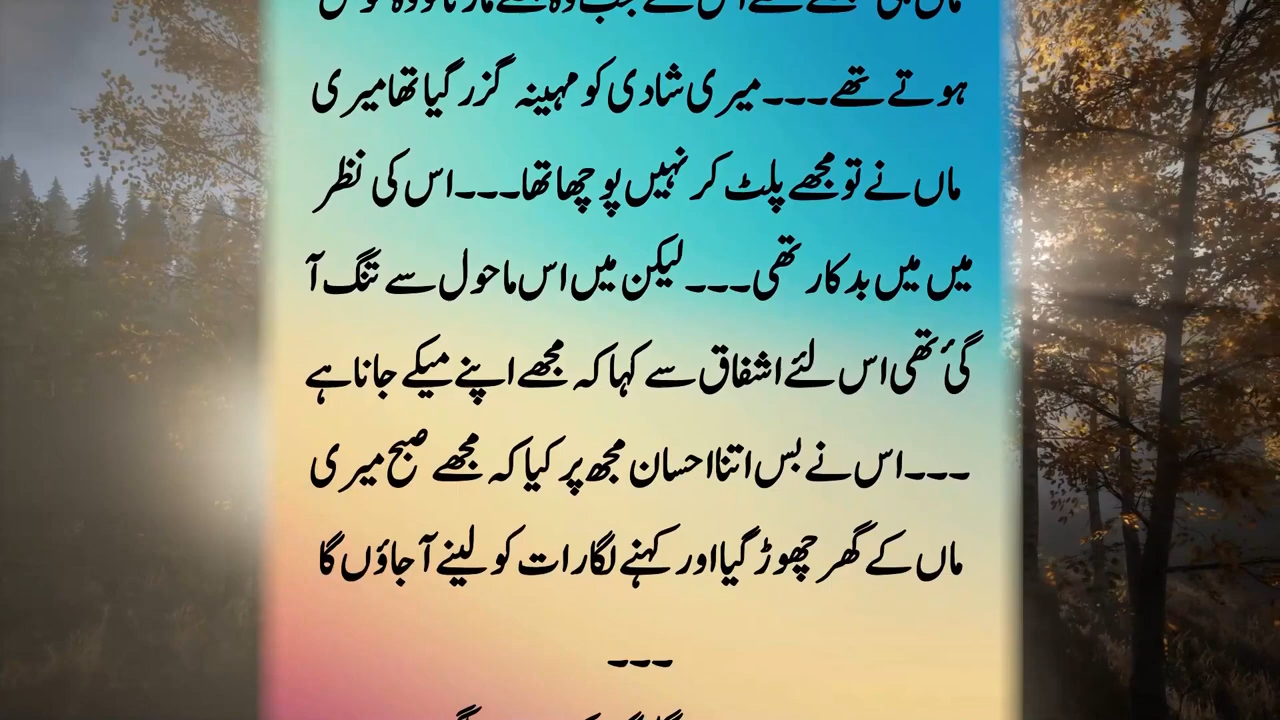 ہوتے تھے۔۔۔میری شادی کو مہینہ گزر گیا تھا میری
ماں نے تو مجھے پلٹ کر نہیں پوچھا تھا۔۔۔اس کی نظر
میں میں بدکار تھی۔۔۔ لیکن میں اس ماحول سے تنگ آ
گئ تھی اس لئے اشفاق سے کہا کہ مجھے اپنے میکے جانا ہے
۔۔۔اس نے بس اتنا احسان مجھ پر کیا کہ مجھے صبح میری
ماں کے گھر چھوڑ گیا اور کہنے لگا رات کو لینے آ جاؤں گا
۔۔۔